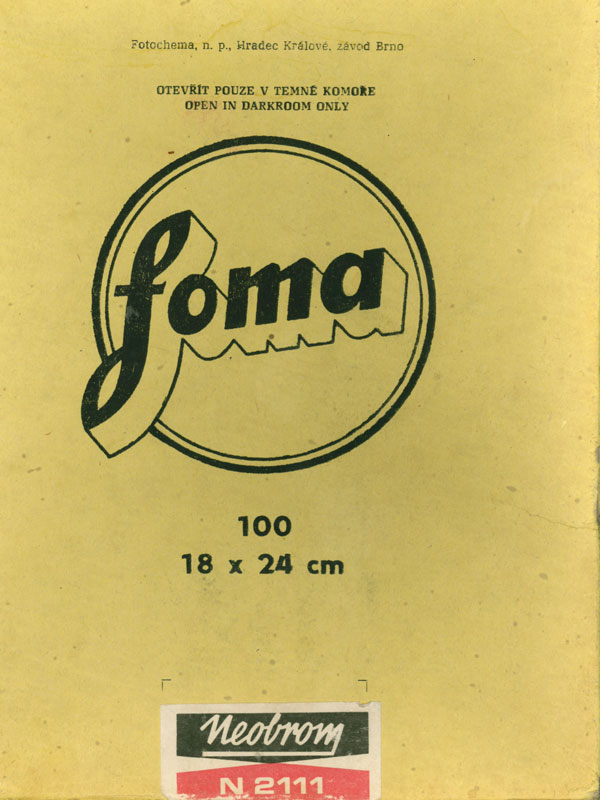 Fotochema, n. p., Hradec Králové, závod Brno
OTEVŘÍT POUZE V TEMNÉ KOMOŘE
OPEN IN DARKROOM ONLY
foma
100
18 x 24 cm
Neobrom
N 2111